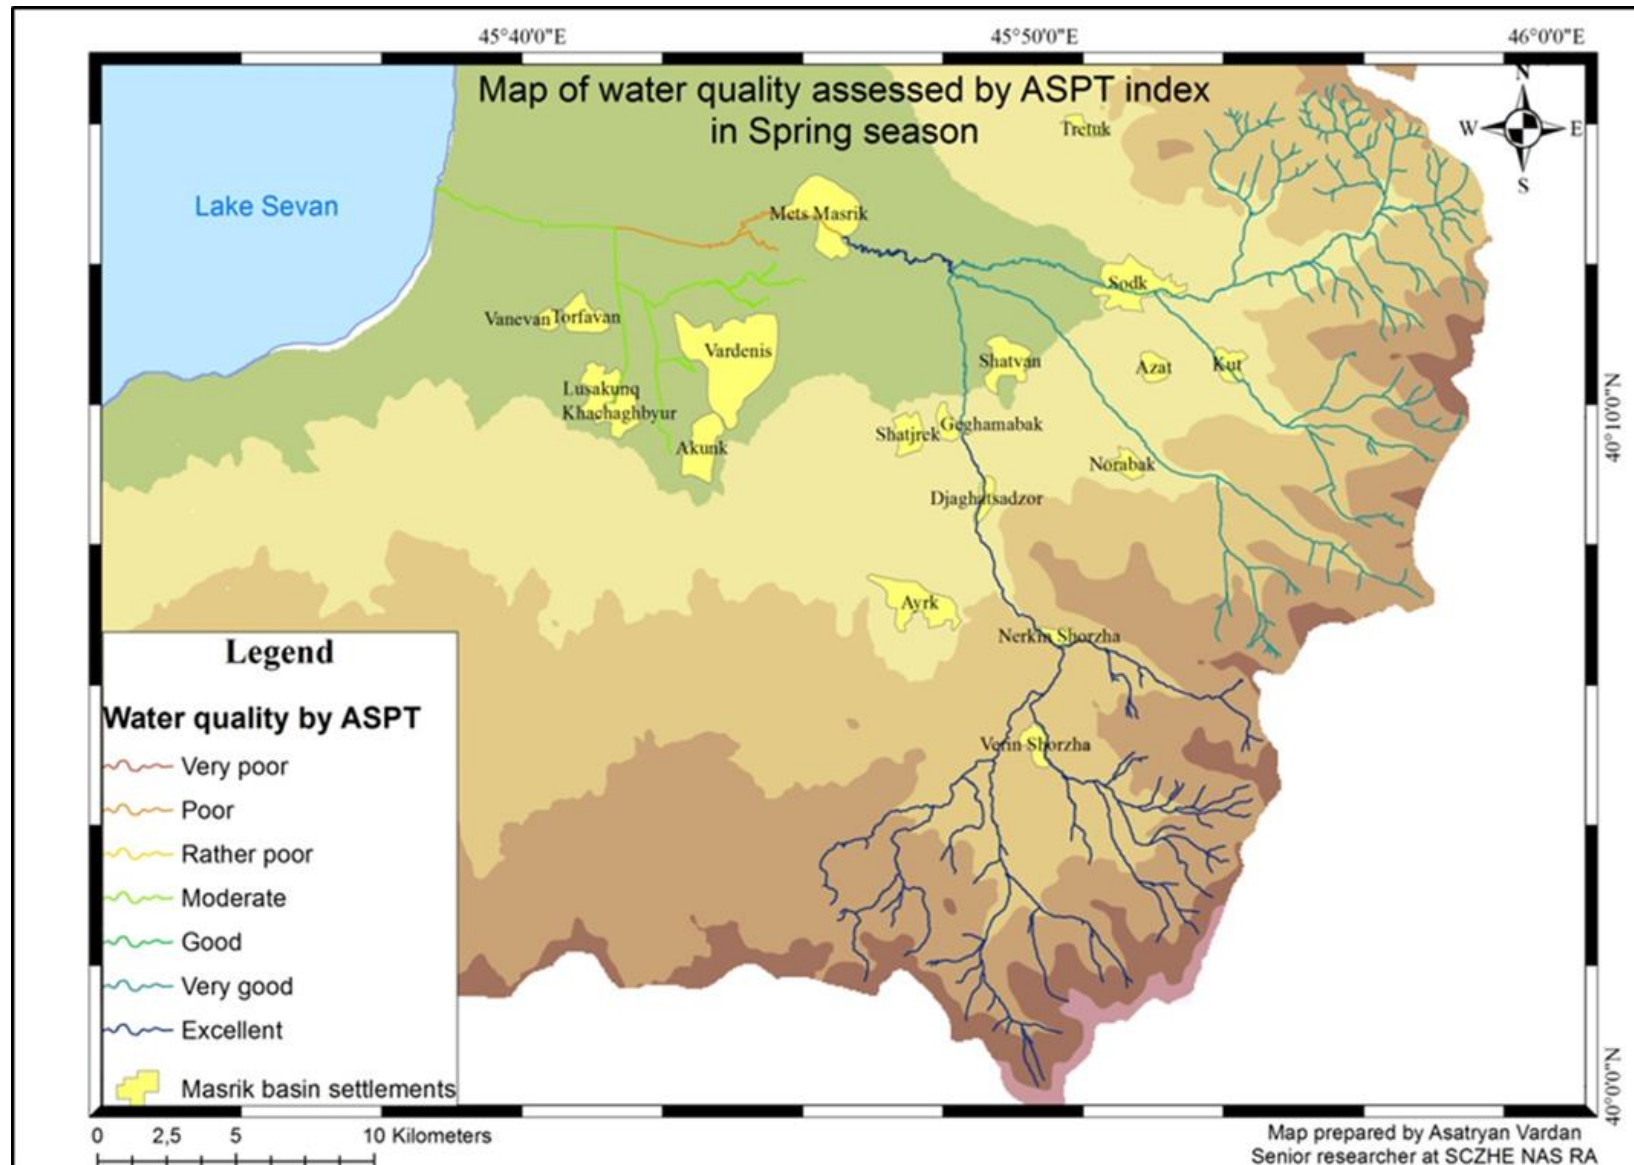 45°40'0"E
45°50'0"E
46°0'0"E
Map of water quality assessed by ASPT index
in Spring season
N
W
E
S
Tretuk
Lake Sevan
Mets Masrik
Sodk
Vanevan
Torfavan
Vardenis
Shatvan
Azat
Kut
Lusakunq
Khachaghbyur
Akunk
Shatjrek
Geghamabak
Norabak
Djaghatsadzor
40°10'0"N
Ayrk
Nerkin Shorzha
Verin Shorzha
Legend
Water quality by ASPT
Very poor
Poor
Rather poor
Moderate
Good
Very good
Excellent
Masrik basin settlements
40°0'0"N
0 2,5 5 10 Kilometers
Map prepared by Asatryan Vardan
Senior researcher at SCZHE NAS RA